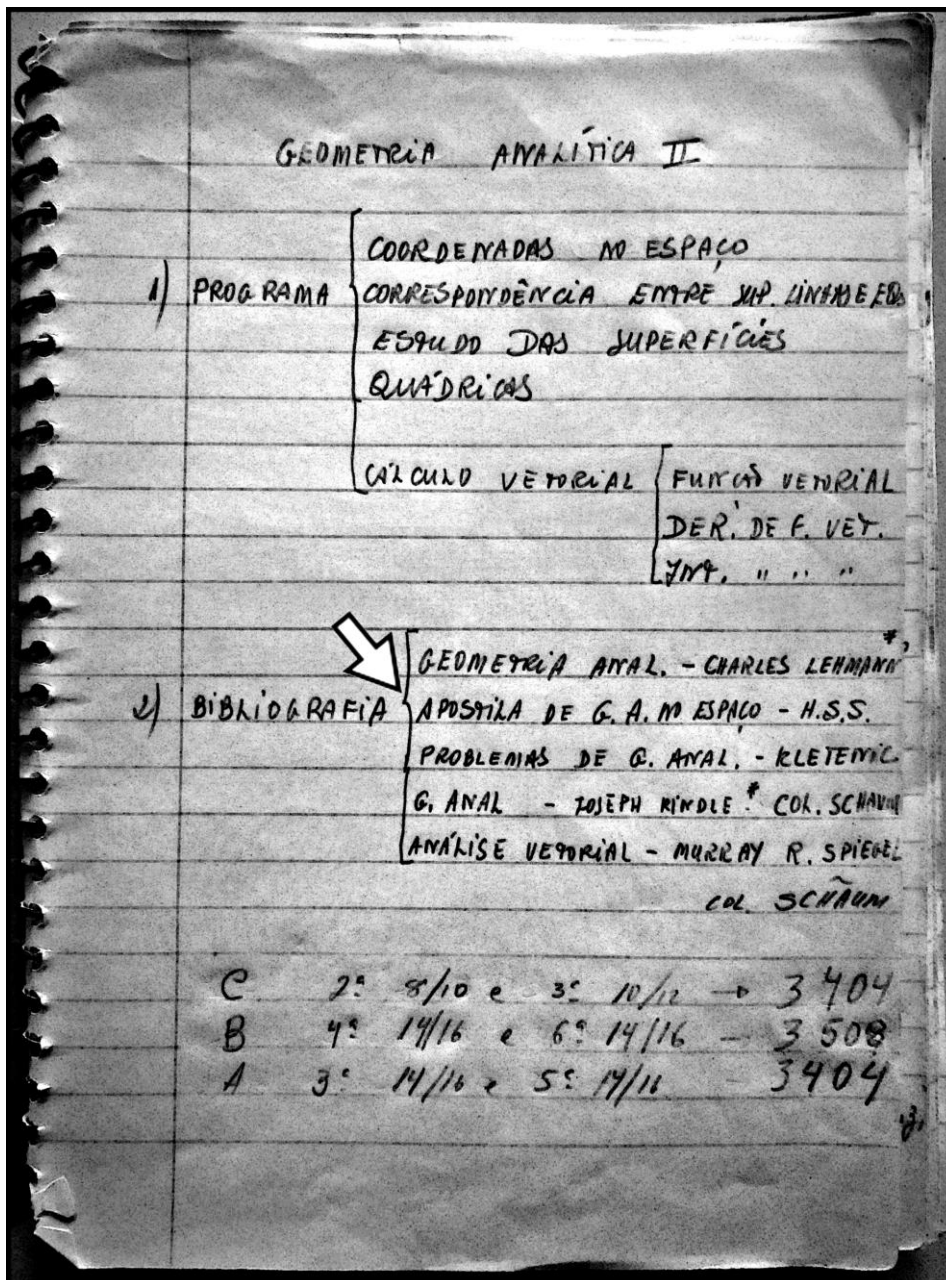 GEOMETRIA ANALÍTICA II
1) PROGRAMA
COORDENADAS NO ESPAÇO
CORRESPONDÊNCIA ENTRE SUP. LINHAS E
ESTUDO DAS SUPERFÍCIES
QUÁDRICAS
CÁLCULO VETORIAL
FUNÇÃO VETORIAL
DER. DE F. VET.
INT. " " "
2) BIBLIOGRAFIA
GEOMETRIA ANAL. - CHARLES LEHMANN *
APOSTILA DE G. A. NO ESPAÇO - H.S.S.
PROBLEMAS DE G. ANAL. - KLETENIC
G. ANAL - JOSEPH KINDLE * COL. SCHAUM
ANÁLISE VETORIAL - MURRAY R. SPIEGEL
COL. SCHAUM
C 2ª 8/10 e 3ª 10/12 → 3404
B 4ª 14/16 e 6ª 14/16 - 3508
A 3ª 14/16 e 5ª 14/16 3404